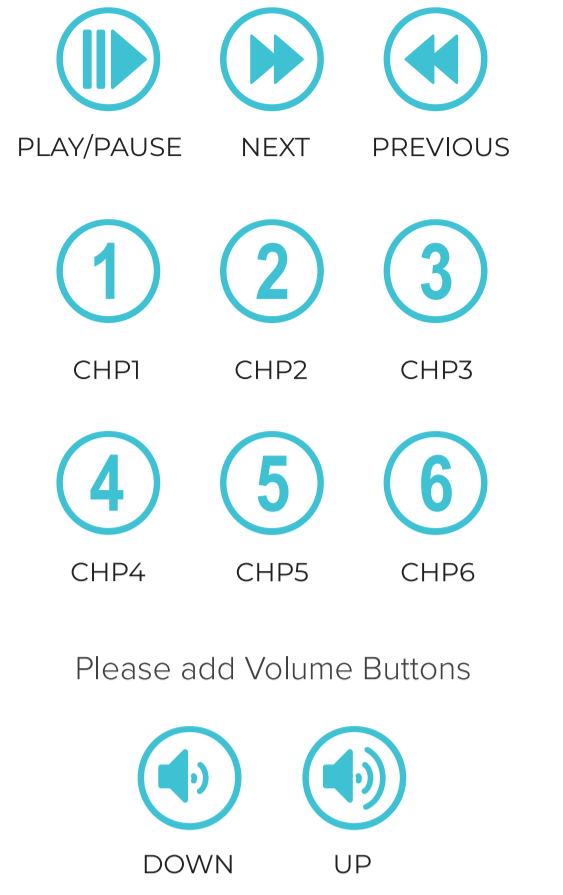 PLAY/PAUSE NEXT PREVIOUS
1 2 3
CHP1 CHP2 CHP3
4 5 6
CHP4 CHP5 CHP6
Please add Volume Buttons
DOWN UP